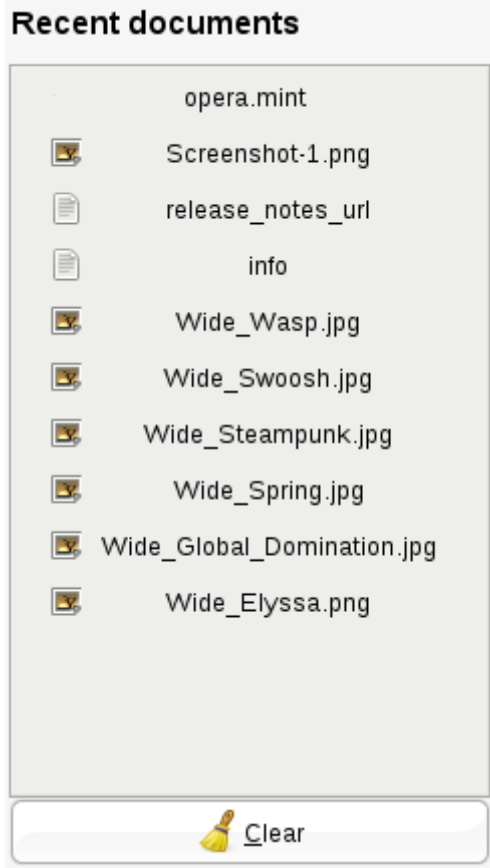 Recent documents
opera.mint
Screenshot-1.png
release_notes_url
info
Wide_Wasp.jpg
Wide_Swoosh.jpg
Wide_Steampunk.jpg
Wide_Spring.jpg
Wide_Global_Domination.jpg
Wide_Elyssa.png
Clear